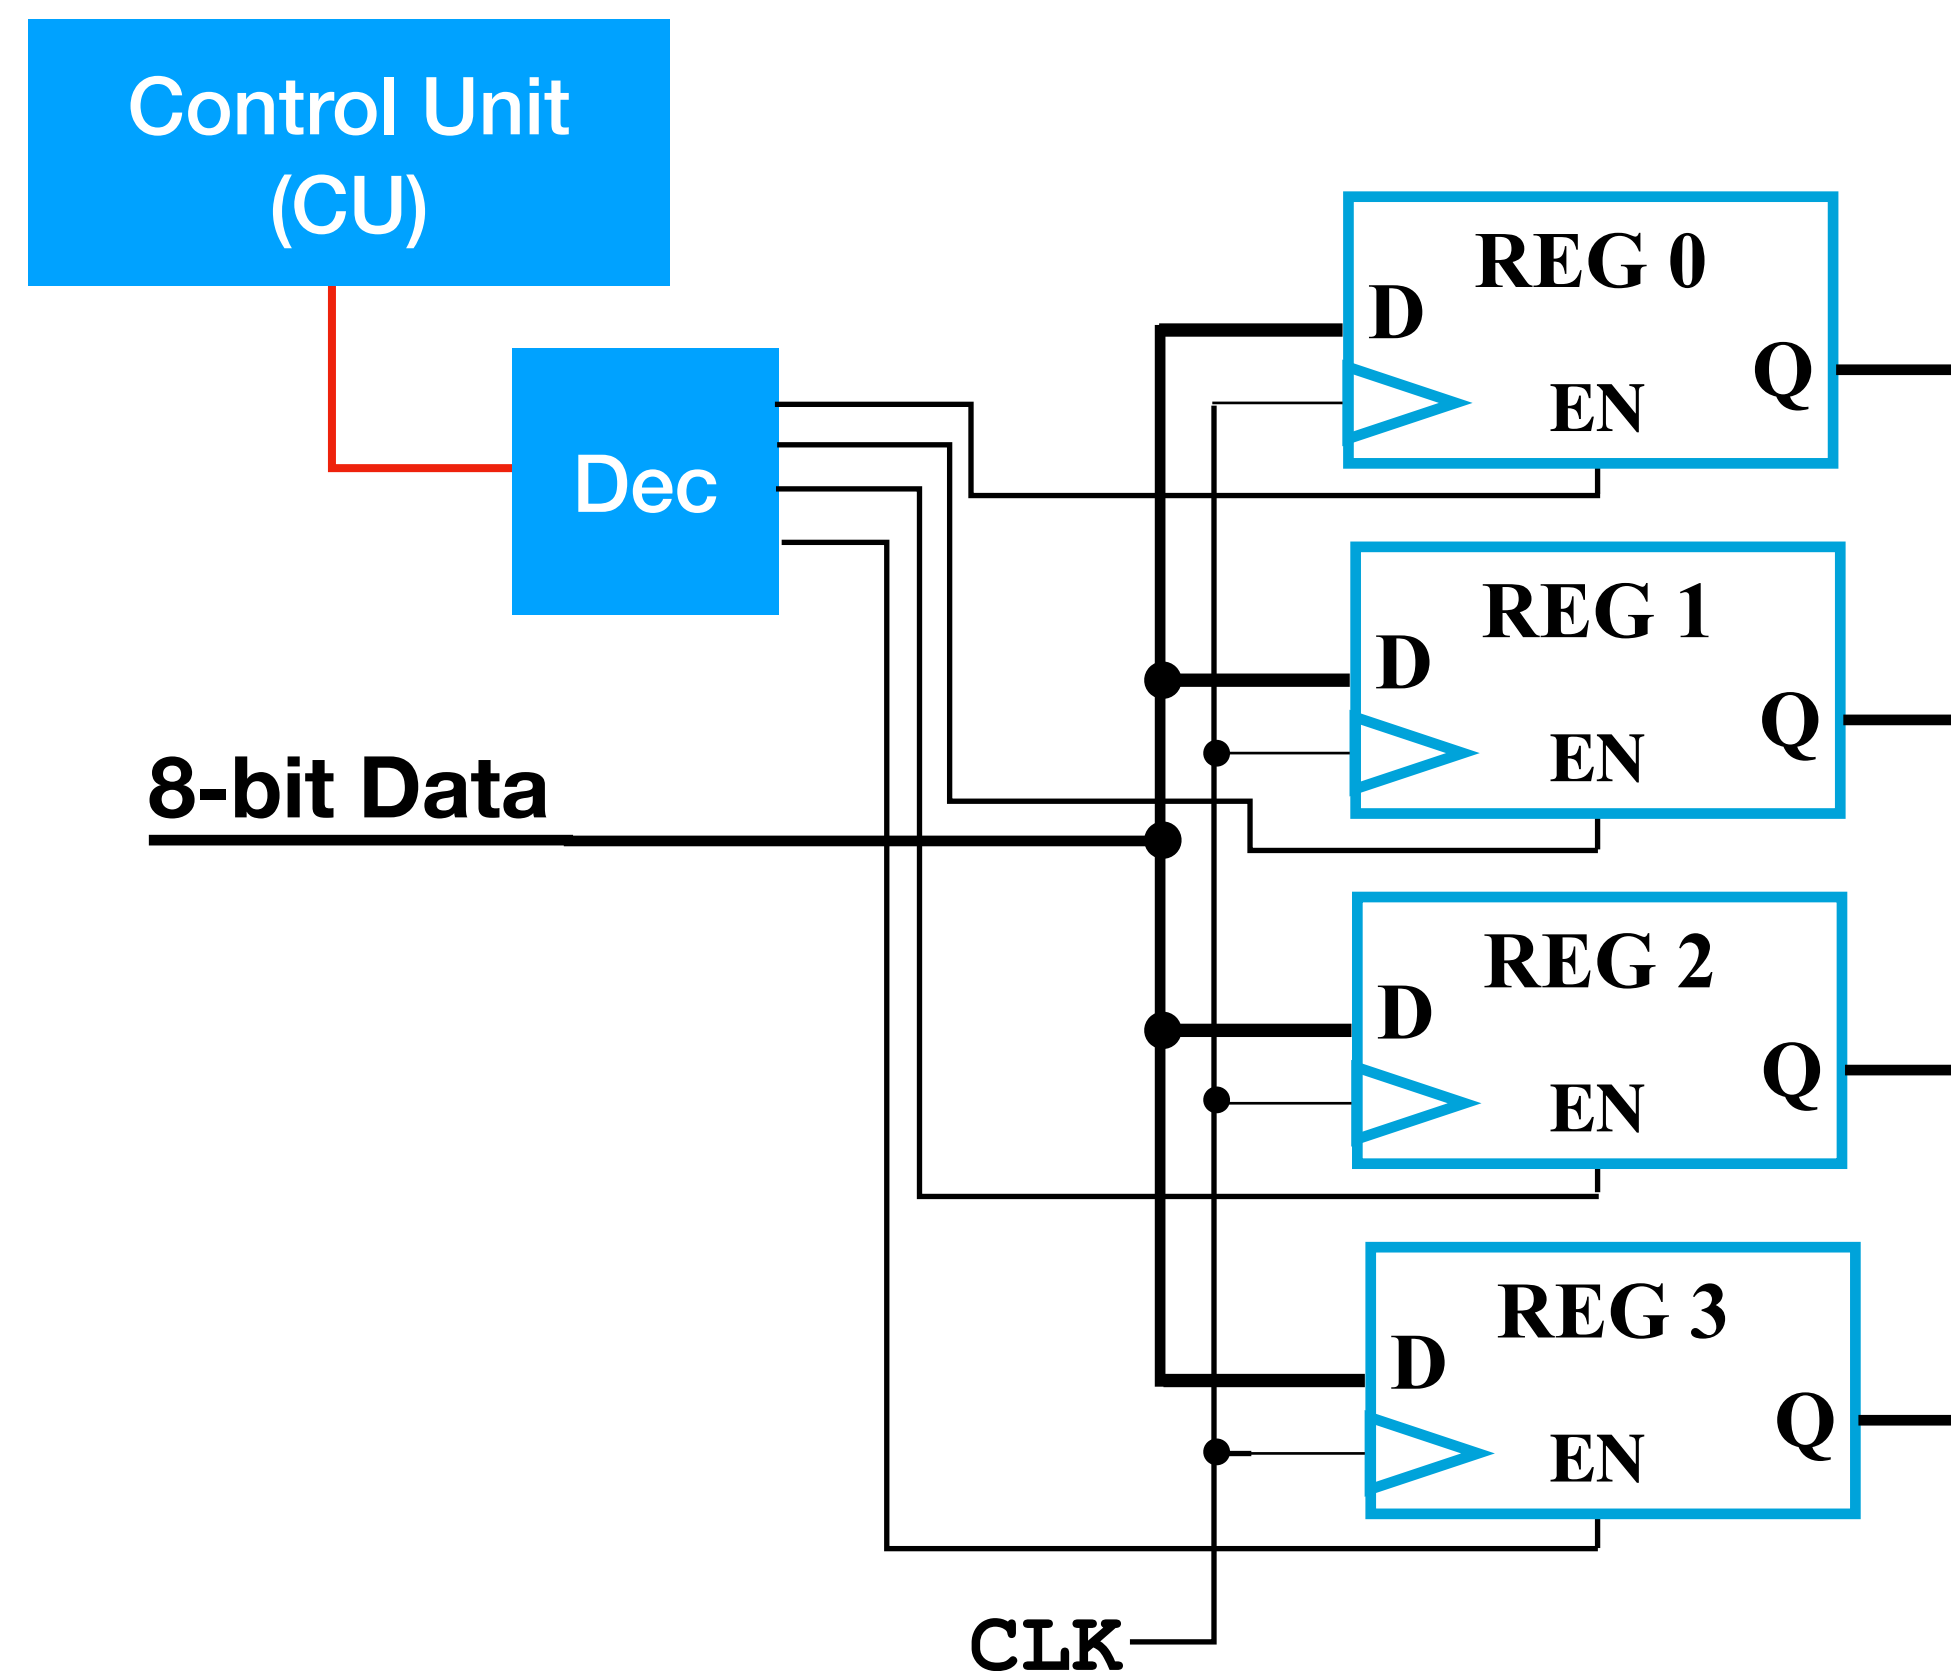 Control Unit
(CU)
Dec
8-bit Data
REG 0
D
EN
Q
REG 1
D
EN
Q
REG 2
D
EN
Q
REG 3
D
EN
Q
CLK